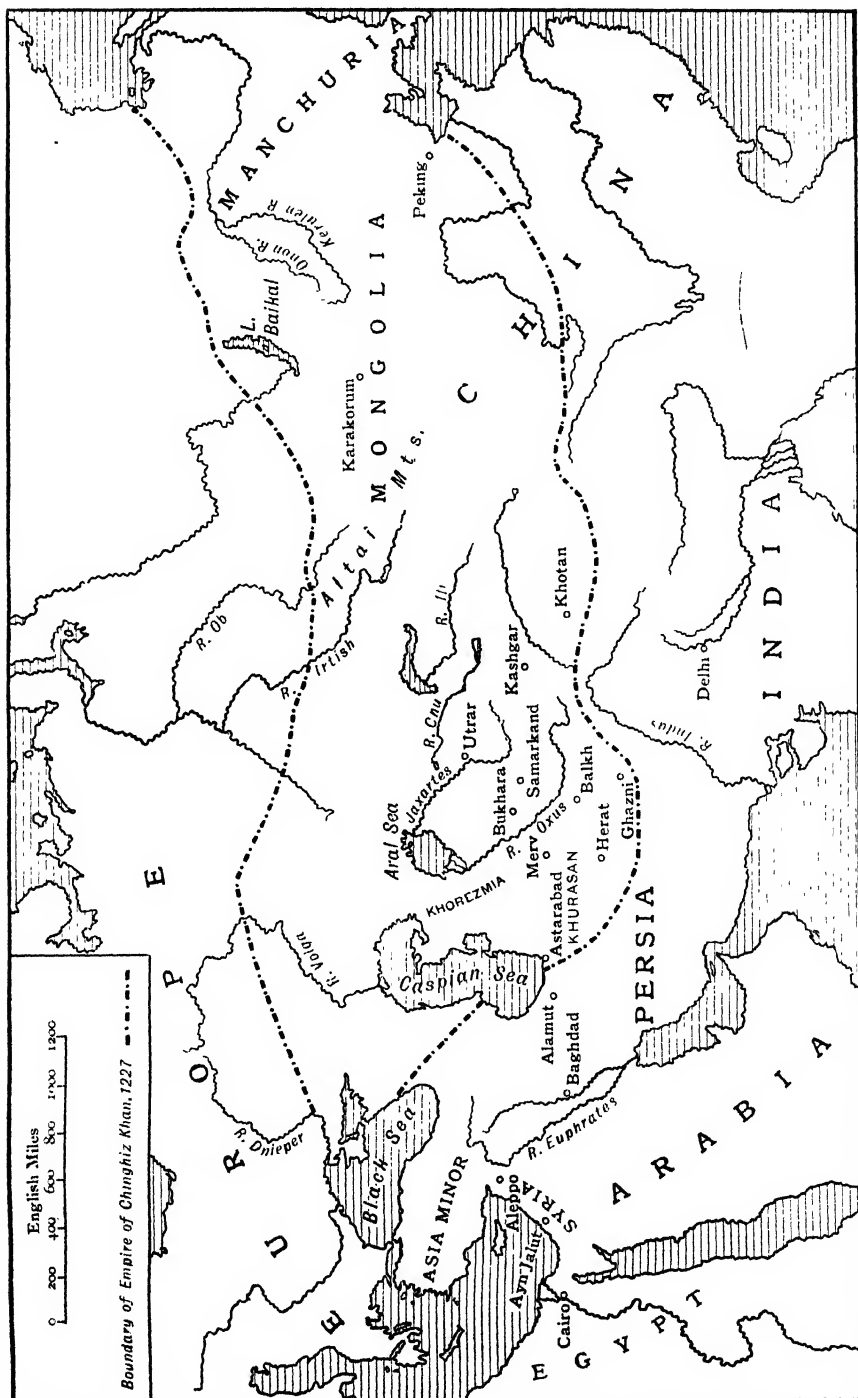 English Miles
0 200 400 600 800 1000 1200
Boundary of Empire of Chinghiz Khan, 1227
EUROPE
MANCHURIA
MONGOLIA
CHINA
INDIA
PERSIA
ARABIA
EGYPT
SYRIA
ASIA MINOR
KHOREZMIA
KHURASAN
Altai Mts.
L. Baikal
Onon R.
Kerulen R
R. Ob
R. Irtish
R. Ili
R. Chu
Jaxartes
R. Oxus
R. Indus
R. Volga
R. Dnieper
R. Euphrates
Aral Sea
Caspian Sea
Black Sea
Peking
Karakorum
Khotan
Kashgar
Utrar
Samarkand
Bukhara
Balkh
Merv
Herat
Ghazni
Delhi
Astarabad
Alamut
Baghdad
Aleppo
Ayn Jalut
Cairo